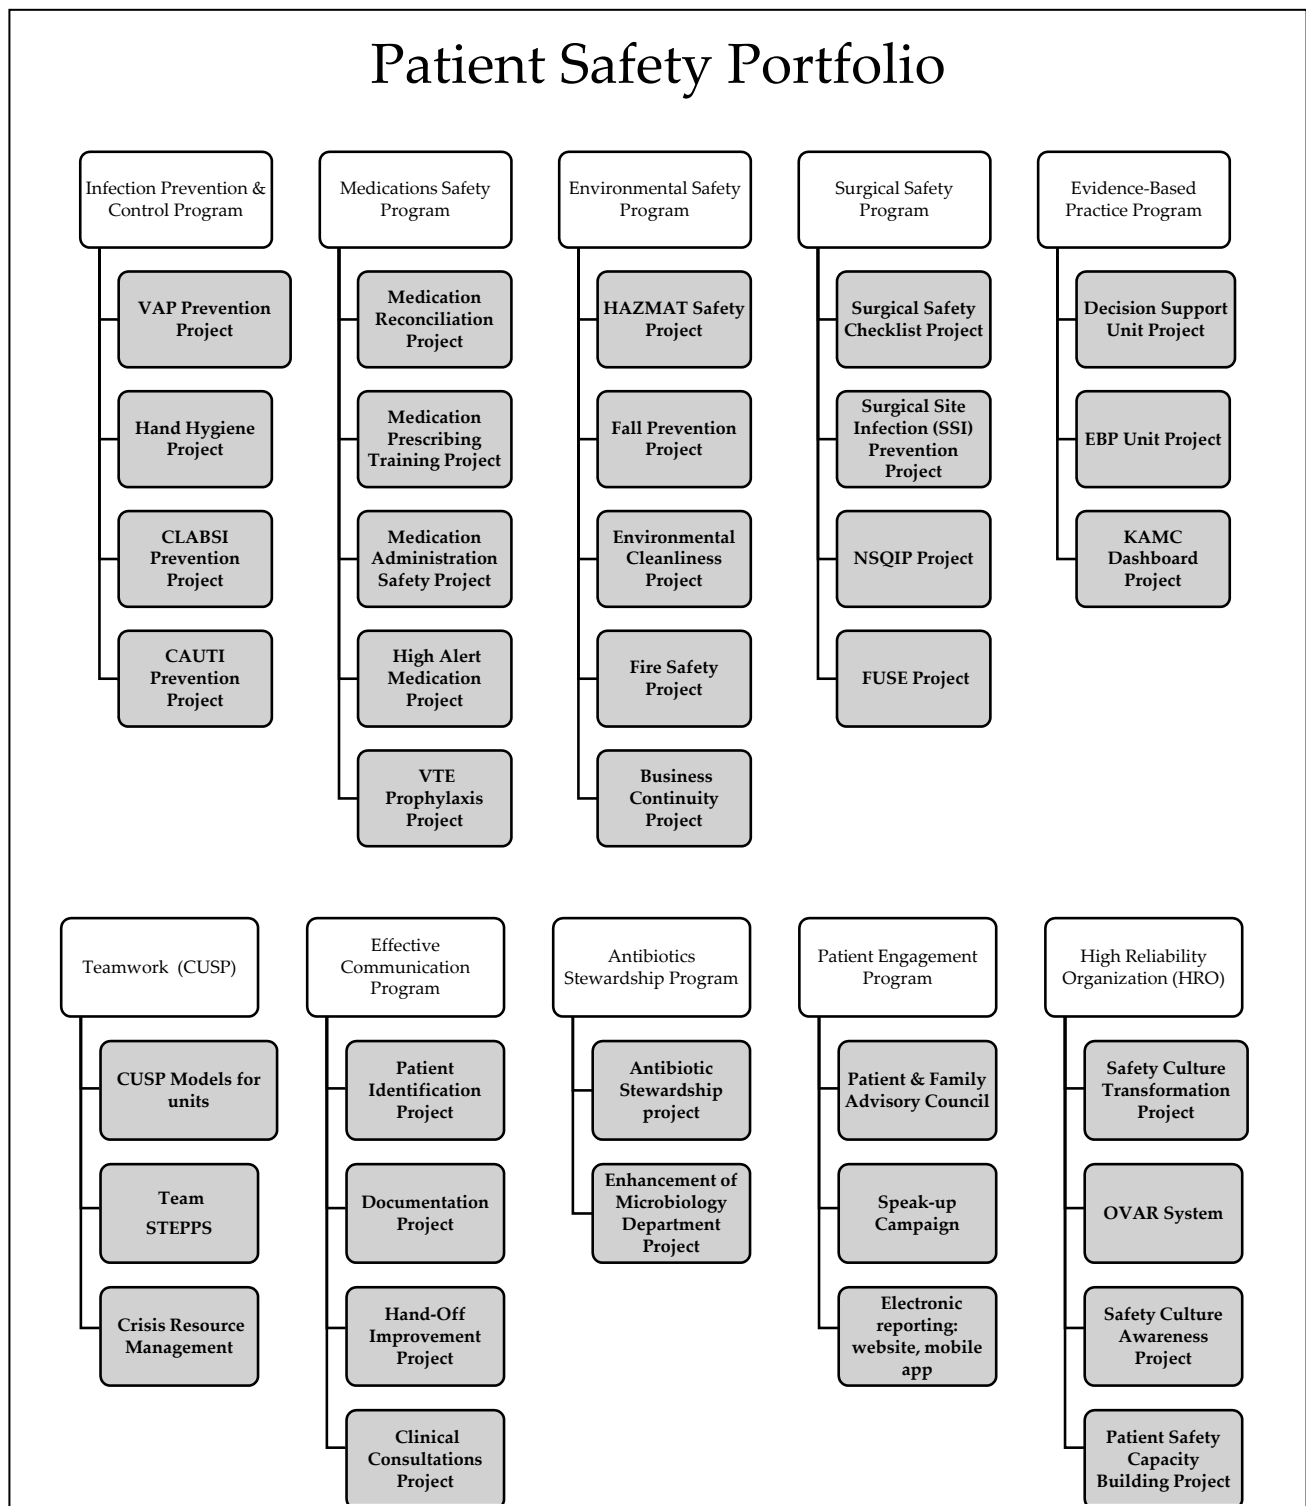 Patient Safety Portfolio
Infection Prevention &
Control Program
VAP Prevention
Project
Hand Hygiene
Project
CLABSI
Prevention
Project
CAUTI
Prevention
Project
Medications Safety
Program
Medication
Reconciliation
Project
Medication
Prescribing
Training Project
Medication
Administration
Safety Project
High Alert
Medication
Project
VTE
Prophylaxis
Project
Environmental Safety
Program
HAZMAT Safety
Project
Fall Prevention
Project
Environmental
Cleanliness
Project
Fire Safety
Project
Business
Continuity
Project
Surgical Safety
Program
Surgical Safety
Checklist Project
Surgical Site
Infection (SSI)
Prevention
Project
NSQIP Project
FUSE Project
Evidence-Based
Practice Program
Decision Support
Unit Project
EBP Unit Project
KAMC
Dashboard
Project
Teamwork (CUSP)
CUSP Models for
units
Team
STEPPS
Crisis Resource
Management
Effective
Communication
Program
Patient
Identification
Project
Documentation
Project
Hand-Off
Improvement
Project
Clinical
Consultations
Project
Antibiotics
Stewardship Program
Antibiotic
Stewardship
project
Enhancement of
Microbiology
Department
Project
Patient Engagement
Program
Patient & Family
Advisory Council
Speak-up
Campaign
Electronic
reporting:
website, mobile
app
High Reliability
Organization (HRO)
Safety Culture
Transformation
Project
OVAR System
Safety Culture
Awareness
Project
Patient Safety
Capacity
Building Project